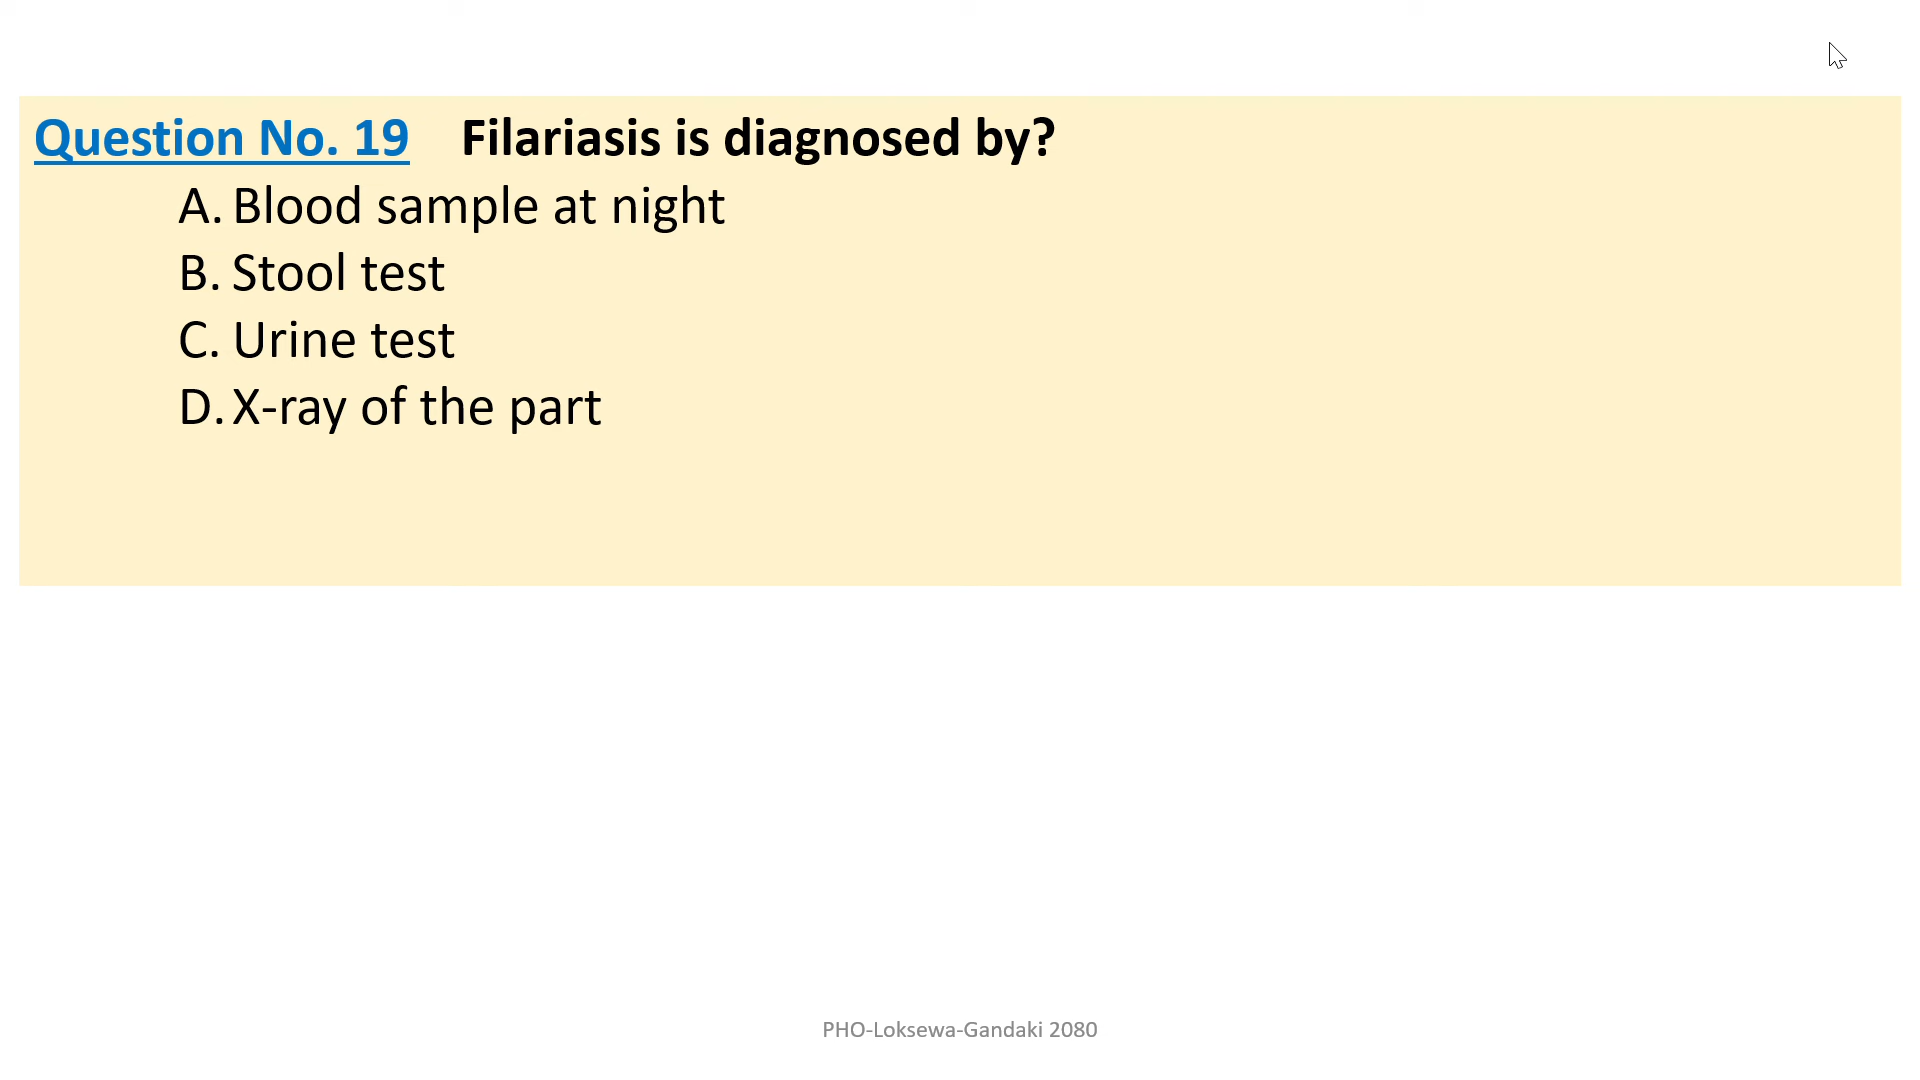 Question No. 19 Filariasis is diagnosed by?
A. Blood sample at night
B. Stool test
C. Urine test
D. X-ray of the part
PHO-Loksewa-Gandaki 2080